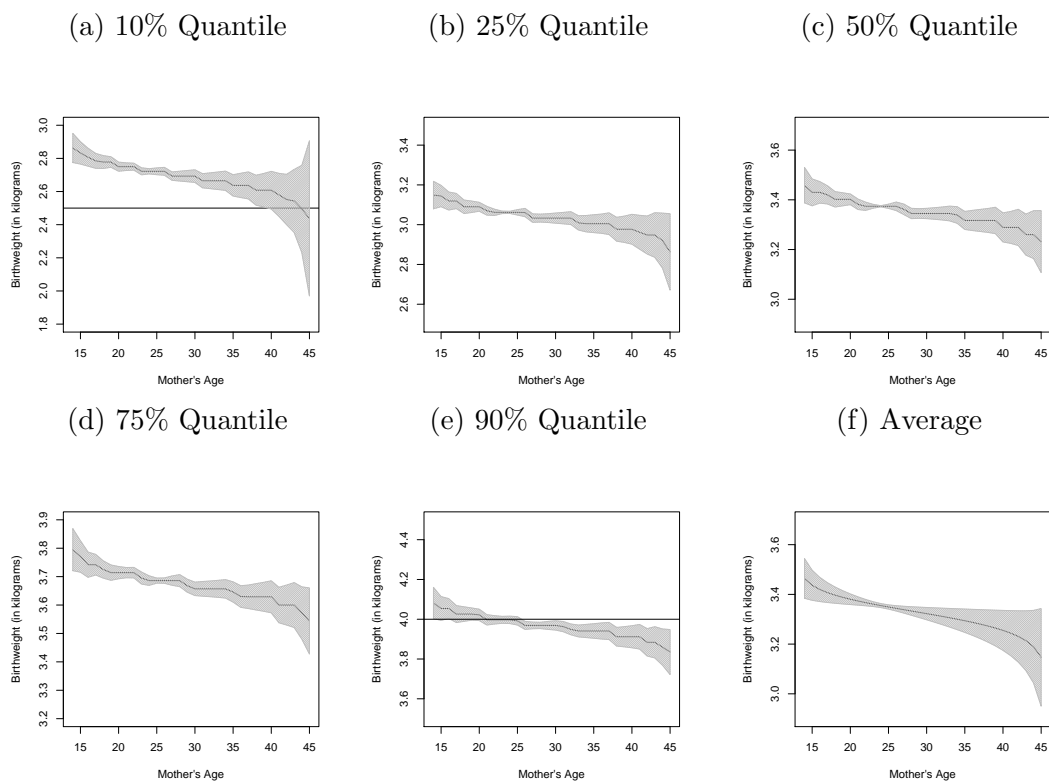 (a) 10% Quantile
(b) 25% Quantile
(c) 50% Quantile
Birthweight (in kilograms)
3.0
2.8
2.6
2.4
2.2
2.0
1.8
15 20 25 30 35 40 45
Mother's Age
Birthweight (in kilograms)
3.4
3.2
3.0
2.8
2.6
15 20 25 30 35 40 45
Mother's Age
Birthweight (in kilograms)
3.6
3.4
3.2
3.0
15 20 25 30 35 40 45
Mother's Age
(d) 75% Quantile
(e) 90% Quantile
(f) Average
Birthweight (in kilograms)
3.9
3.8
3.7
3.6
3.5
3.4
3.3
3.2
15 20 25 30 35 40 45
Mother's Age
Birthweight (in kilograms)
4.4
4.2
4.0
3.8
3.6
15 20 25 30 35 40 45
Mother's Age
Birthweight (in kilograms)
3.6
3.4
3.2
3.0
15 20 25 30 35 40 45
Mother's Age